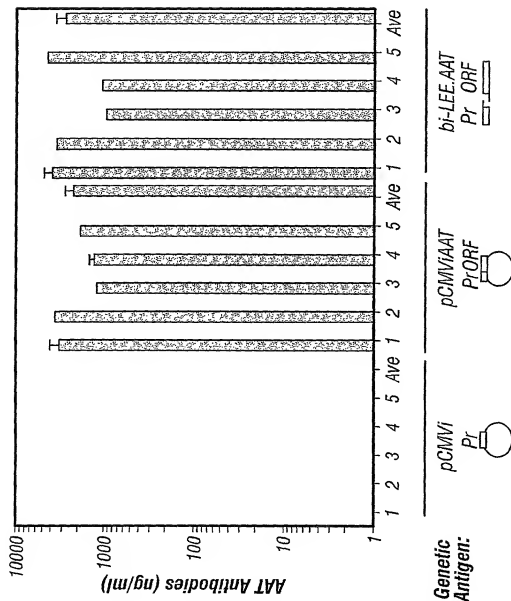 AAT Antibodies (ng/ml)
10000
1000
100
10
1
1 2 3 4 5 Ave 1 2 3 4 5 Ave 1 2 3 4 5 Ave
Genetic
Antigen:
pCMVi
Pr
pCMViAAT
Pr ORF
bi-LEE.AAT
Pr ORF